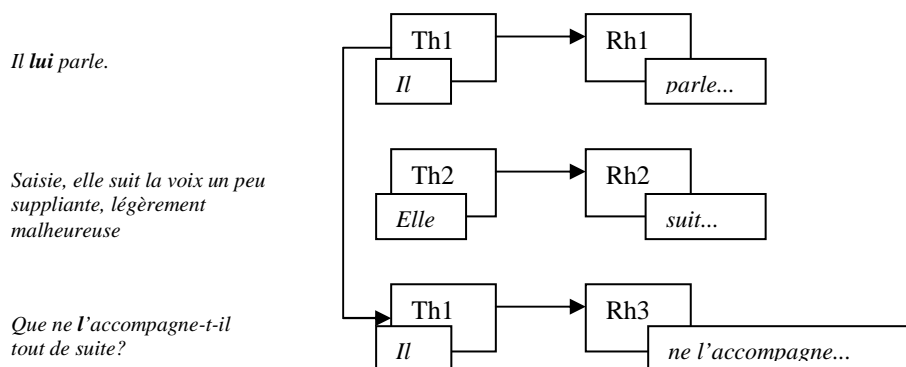 Il lui parle.
Th1
Rh1
Il
parle...
Saisie, elle suit la voix un peu
suppliante, légèrement
malheureuse
Th2
Rh2
Elle
suit...
Que ne l'accompagne-t-il
tout de suite?
Th1
Rh3
Il
ne l'accompagne...